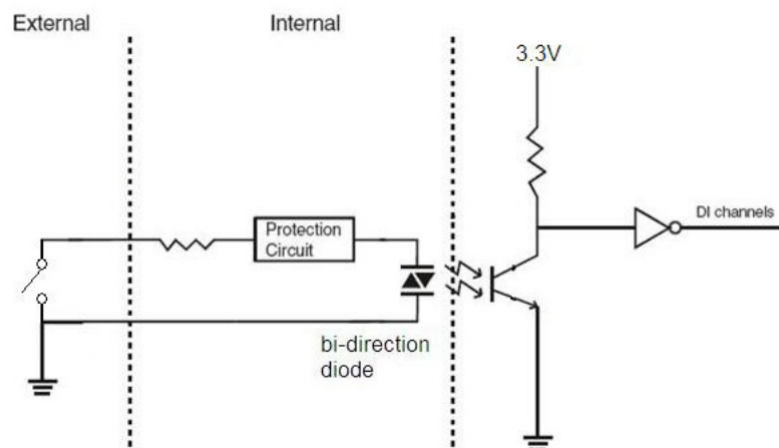 External
Internal
3.3V
DI channels
Protection
Circuit
bi-direction
diode